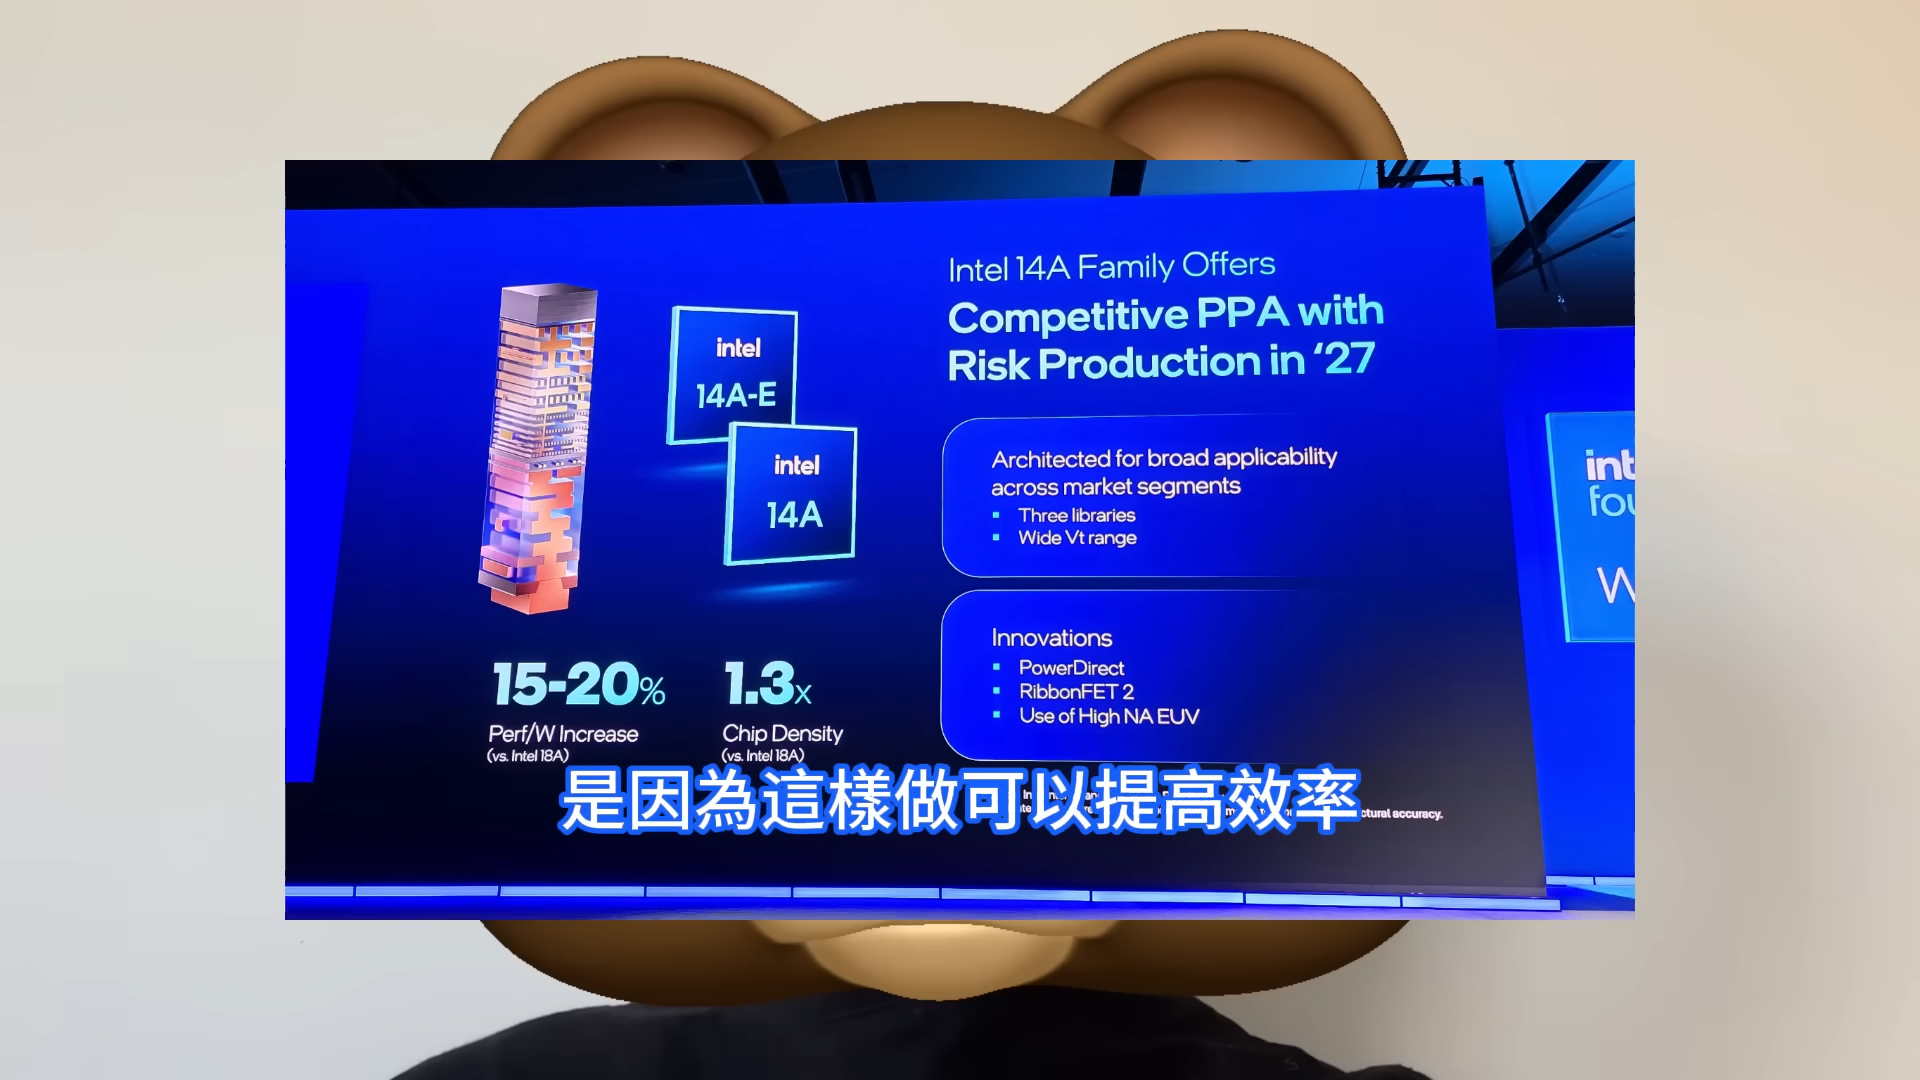 Intel 14A Family Offers
Competitive PPA with
Risk Production in ‘27
intel
14A-E
intel
14A
Architected for broad applicability
across market segments
Three libraries
Wide Vt range
Innovations
PowerDirect
RibbonFET 2
Use of High NA EUV
15-20%
Perf/W Increase
(vs. Intel 18A)
1.3x
Chip Density
(vs. Intel 18A)
accuracy.
是因為這樣做可以提高效率